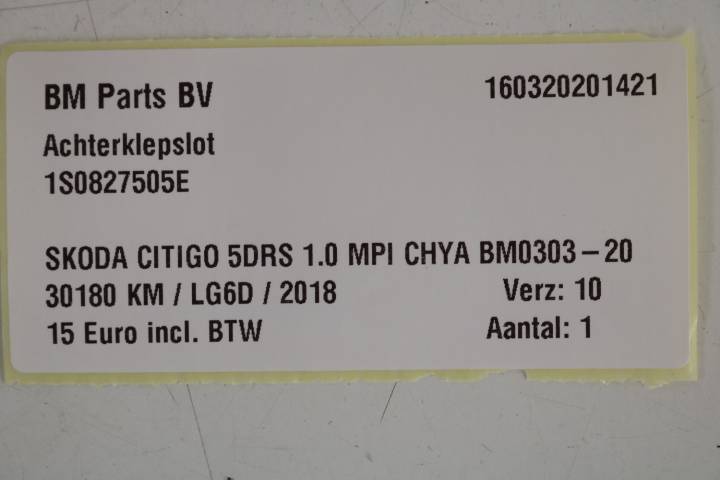 BM Parts BV 160320201421
Achterklepslot
1S0827505E
SKODA CITIGO 5DRS 1.0 MPI CHYA BM0303-20
30180 KM / LG6D / 2018 Verz: 10
15 Euro incl. BTW Aantal: 1